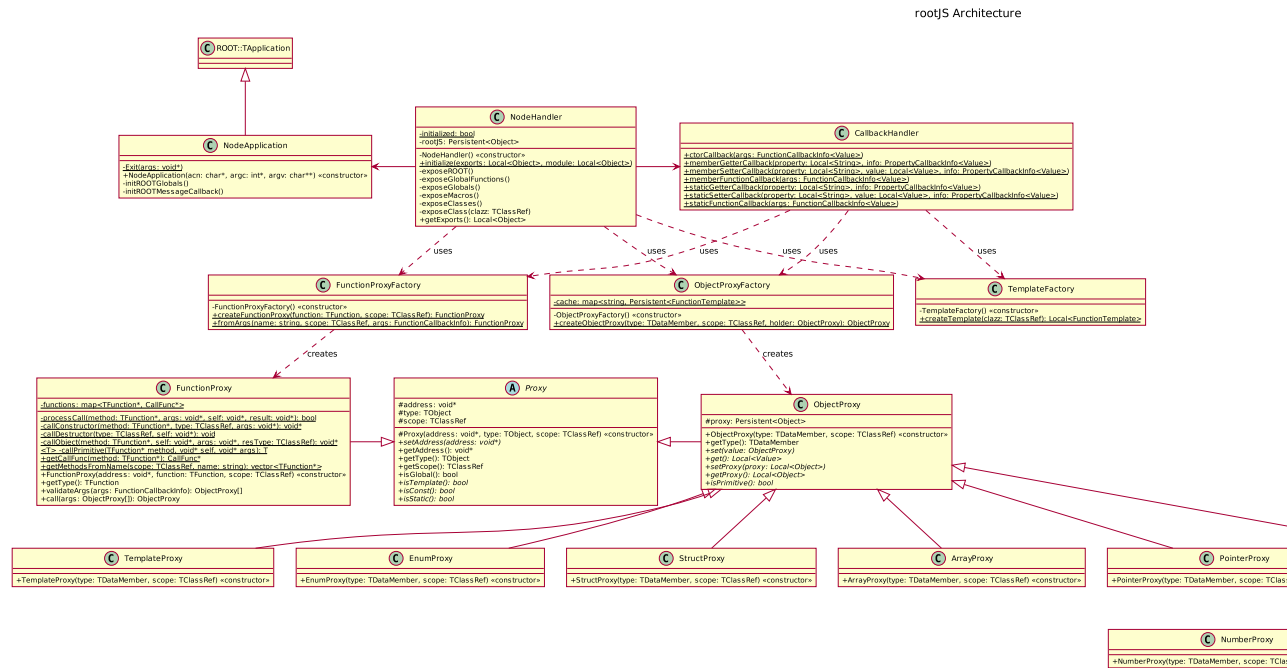 rootJS Architecture
C ROOT::TApplication
C NodeApplication
-Exit(args: void*)
+NodeApplication(acn: char*, argc: int*, argv: char**) «constructor»
-initROOTGlobals()
-initROOTMessageCallback()
C NodeHandler
-initialized: bool
-rootJS: Persistent<Object>
-NodeHandler() «constructor»
+initialize(exports: Local<Object>, module: Local<Object>)
-exposeROOT()
-exposeGlobalFunctions()
-exposeGlobals()
-exposeMacros()
-exposeClasses()
-exposeClass(clazz: TClassRef)
+getExports(): Local<Object>
C CallbackHandler
+ctorCallback(args: FunctionCallbackInfo<Value>)
+memberGetterCallback(property: Local<String>, info: PropertyCallbackInfo<Value>)
+memberSetterCallback(property: Local<String>, value: Local<Value>, info: PropertyCallbackInfo<Value>)
+memberFunctionCallback(args: FunctionCallbackInfo<Value>)
+staticGetterCallback(property: Local<String>, info: PropertyCallbackInfo<Value>)
+staticSetterCallback(property: Local<String>, value: Local<Value>, info: PropertyCallbackInfo<Value>)
+staticFunctionCallback(args: FunctionCallbackInfo<Value>)
uses
uses
uses
uses
uses
C FunctionProxyFactory
-FunctionProxyFactory() «constructor»
+createFunctionProxy(function: TFunction, scope: TClassRef): FunctionProxy
+fromArgs(name: string, scope: TClassRef, args: FunctionCallbackInfo): FunctionProxy
C ObjectProxyFactory
-cache: map<string, Persistent<FunctionTemplate>>
-ObjectProxyFactory() «constructor»
+createObjectProxy(type: TDataMember, scope: TClassRef, holder: ObjectProxy): ObjectProxy
C TemplateFactory
-TemplateFactory() «constructor»
+createTemplate(clazz: TClassRef): Local<FunctionTemplate>
creates
creates
C FunctionProxy
-functions: map<TFunction*, CallFunc*>
-processCall(method: TFunction*, args: void*, self: void*, result: void*): bool
-callConstructor(method: TFunction*, type: TClassRef, args: void*): void*
-callDestructor(type: TClassRef, self: void*): void
-callObject(method: TFunction*, self: void*, args: void*, resType: TClassRef): void*
<T> -callPrimitive(TFunction* method, void* self, void* args): T
+getCallFunc(method: TFunction*): CallFunc*
+getMethodsFromName(scope: TClassRef, name: string): vector<TFunction*>
+FunctionProxy(address: void*, function: TFunction, scope: TClassRef) «constructor»
+getType(): TFunction
+validateArgs(args: FunctionCallbackInfo): ObjectProxy[]
+call(args: ObjectProxy[]): ObjectProxy
A Proxy
#address: void*
#type: TObject
#scope: TClassRef
#Proxy(address: void*, type: TObject, scope: TClassRef) «constructor»
+setAddress(address: void*)
+getAddress(): void*
+getType(): TObject
+getScope(): TClassRef
+isGlobal(): bool
+isTemplate(): bool
+isConst(): bool
+isStatic(): bool
C ObjectProxy
#proxy: Persistent<Object>
+ObjectProxy(type: TDataMember, scope: TClassRef) «constructor»
+getType(): TDataMember
+set(value: ObjectProxy)
+get(): Local<Value>
+setProxy(proxy: Local<Object>)
+getProxy(): Local<Object>
+isPrimitive(): bool
C TemplateProxy
+TemplateProxy(type: TDataMember, scope: TClassRef) «constructor»
C EnumProxy
+EnumProxy(type: TDataMember, scope: TClassRef) «constructor»
C StructProxy
+StructProxy(type: TDataMember, scope: TClassRef) «constructor»
C ArrayProxy
+ArrayProxy(type: TDataMember, scope: TClassRef) «constructor»
C PointerProxy
+PointerProxy(type: TDataMember, scope: TClass
C NumberProxy
+NumberProxy(type: TDataMember, scope: TClass